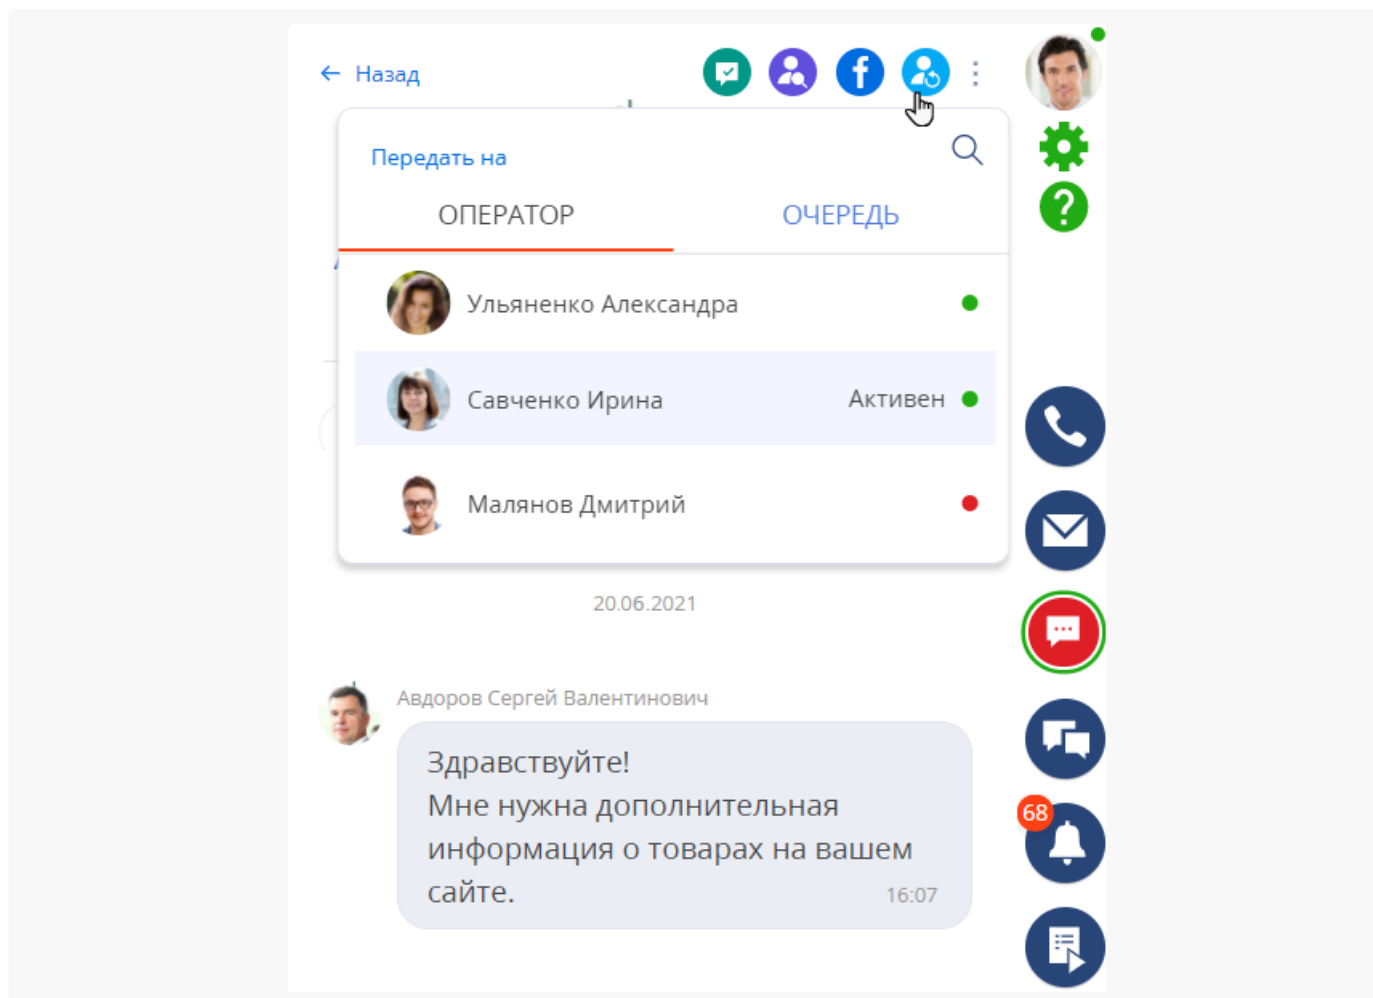 Назад
Передать на
ОПЕРАТОР
ОЧЕРЕДЬ
Ульяненко Александра
Савченко Ирина
Активен
Малянов Дмитрий
20.06.2021
Авдоров Сергей Валентинович
Здравствуйте!
Мне нужна дополнительная
информация о товарах на вашем
сайте.
16:07
68